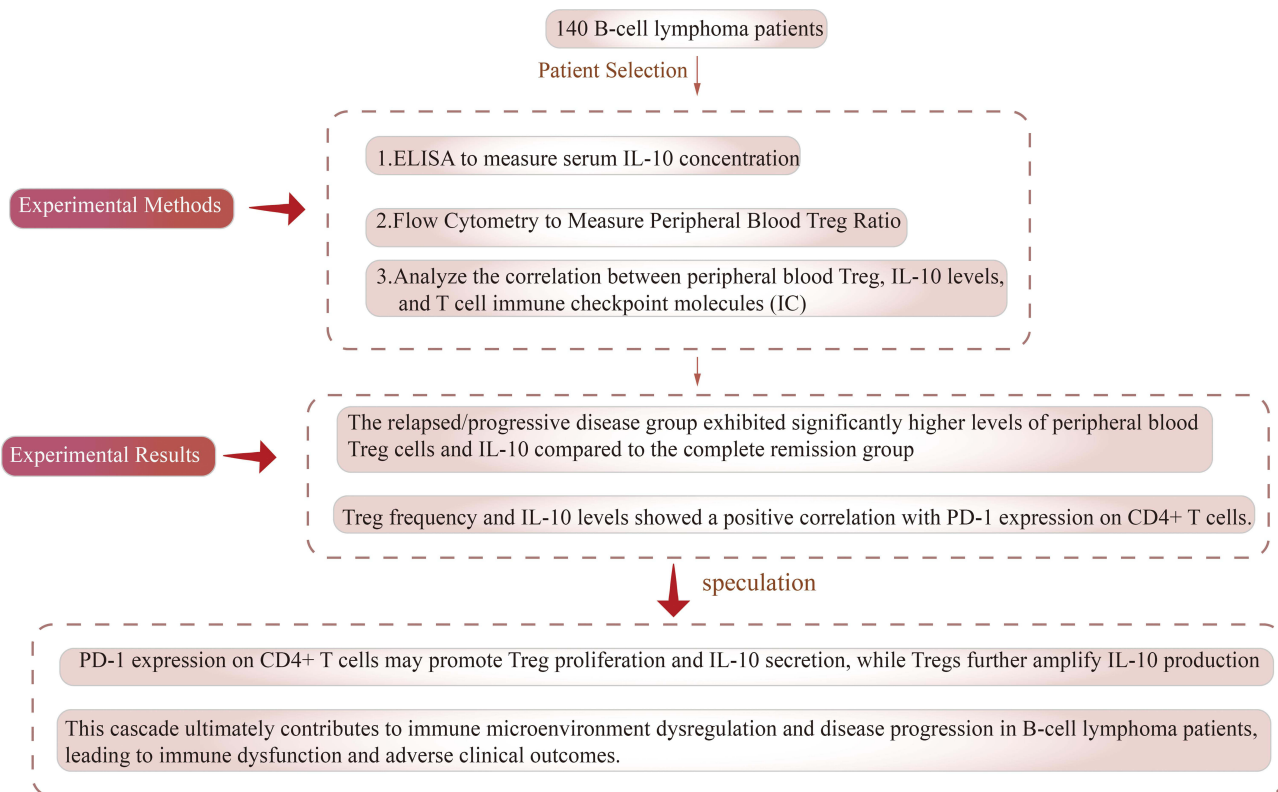 140 B-cell lymphoma patients
Patient Selection
1.ELISA to measure serum IL-10 concentration
Experimental Methods
2.Flow Cytometry to Measure Peripheral Blood Treg Ratio
3.Analyze the correlation between peripheral blood Treg, IL-10 levels,
and T cell immune checkpoint molecules (IC)
The relapsed/progressive disease group exhibited significantly higher levels of peripheral blood
Treg cells and IL-10 compared to the complete remission group
Experimental Results
Treg frequency and IL-10 levels showed a positive correlation with PD-1 expression on CD4+ T cells.
speculation
PD-1 expression on CD4+ T cells may promote Treg proliferation and IL-10 secretion, while Tregs further amplify IL-10 production
This cascade ultimately contributes to immune microenvironment dysregulation and disease progression in B-cell lymphoma patients,
leading to immune dysfunction and adverse clinical outcomes.